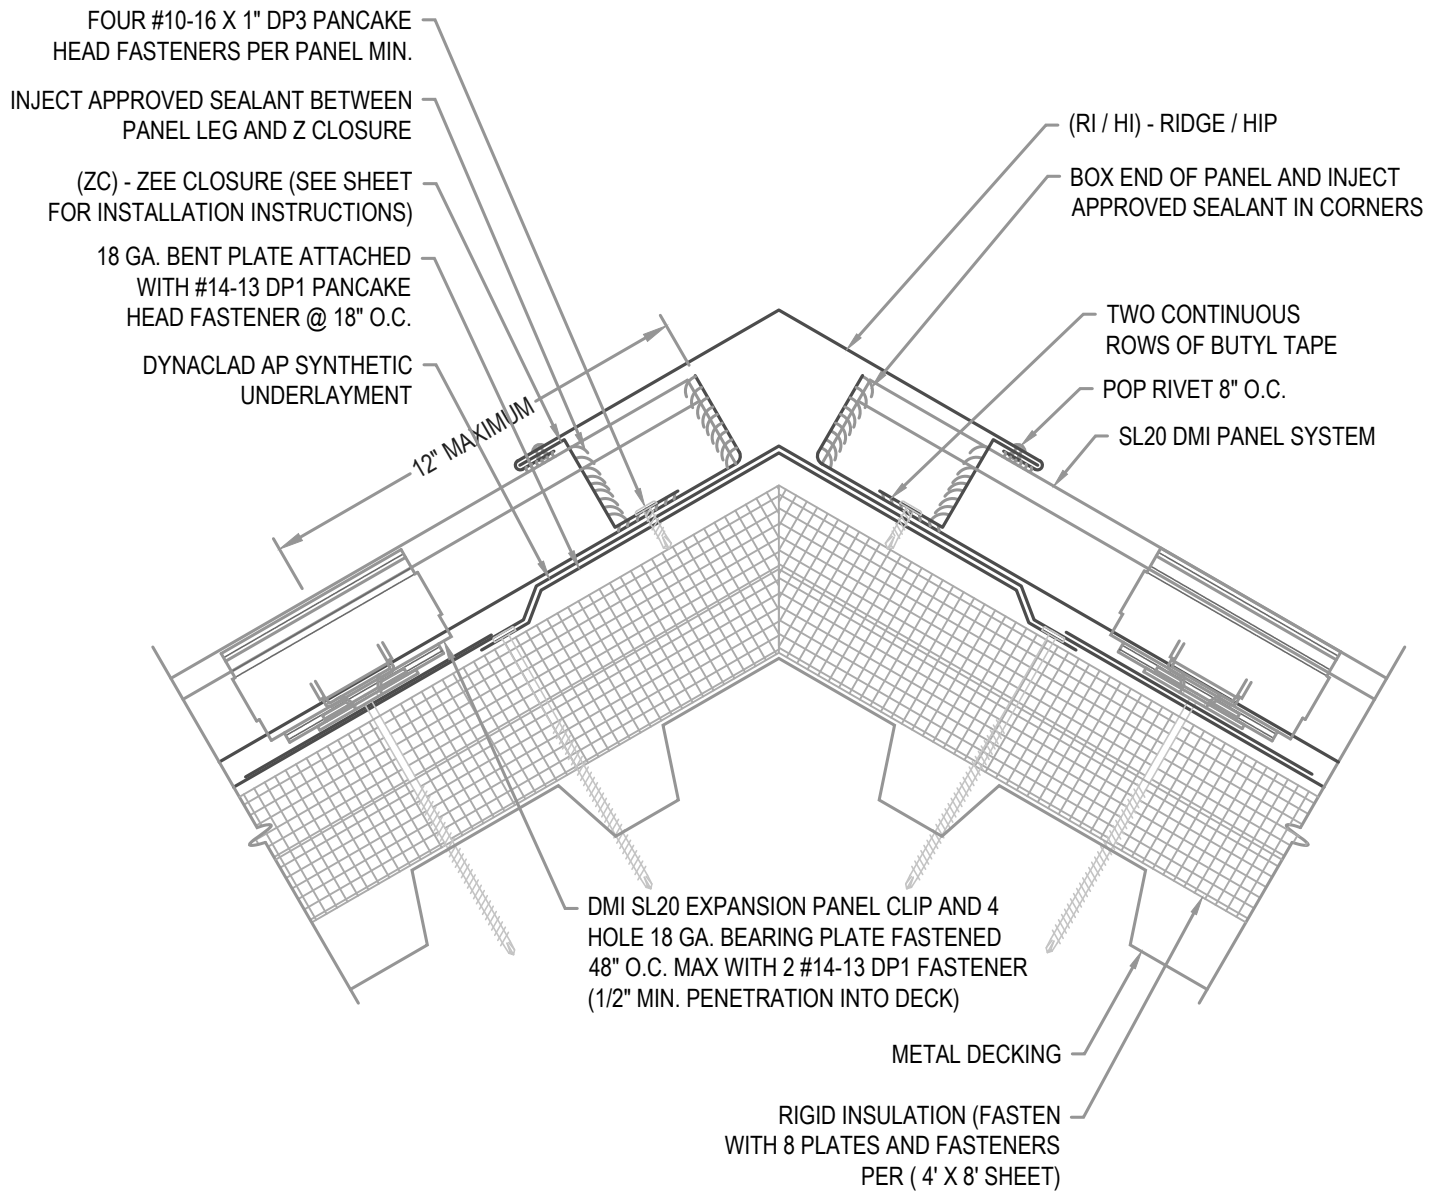 FOUR #10-16 X 1" DP3 PANCAKE
HEAD FASTENERS PER PANEL MIN.
INJECT APPROVED SEALANT BETWEEN
PANEL LEG AND Z CLOSURE
(ZC) - ZEE CLOSURE (SEE SHEET
FOR INSTALLATION INSTRUCTIONS)
18 GA. BENT PLATE ATTACHED
WITH #14-13 DP1 PANCAKE
HEAD FASTENER @ 18" O.C.
DYNACLAD AP SYNTHETIC
UNDERLAYMENT
12" MAXIMUM
(RI / HI) - RIDGE / HIP
BOX END OF PANEL AND INJECT
APPROVED SEALANT IN CORNERS
TWO CONTINUOUS
ROWS OF BUTYL TAPE
POP RIVET 8" O.C.
SL20 DMI PANEL SYSTEM
DMI SL20 EXPANSION PANEL CLIP AND 4
HOLE 18 GA. BEARING PLATE FASTENED
48" O.C. MAX WITH 2 #14-13 DP1 FASTENER
(1/2" MIN. PENETRATION INTO DECK)
METAL DECKING
RIGID INSULATION (FASTEN
WITH 8 PLATES AND FASTENERS
PER ( 4' X 8' SHEET)